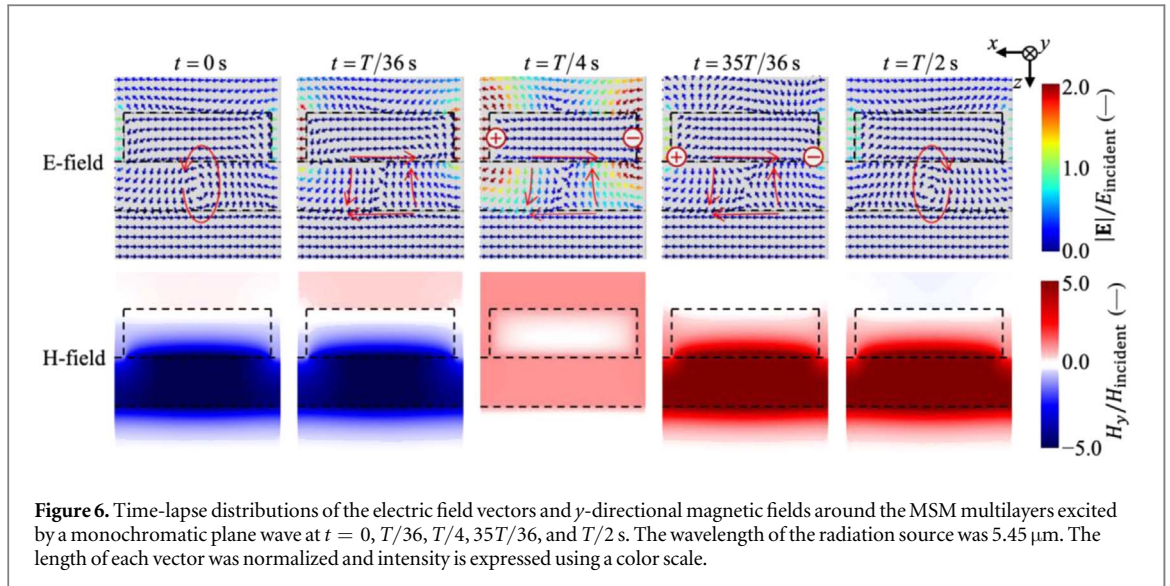 x y
z
t = 0 s t = T/36 s t = T/4 s t = 35T/36 s t = T/2 s
E-field
+ −
+ −
2.0
1.0
0.0
|E|/E_incident (—)
H-field
5.0
0.0
−5.0
H_y/H_incident (—)
Figure 6. Time-lapse distributions of the electric field vectors and y-directional magnetic fields around the MSM multilayers excited
by a monochromatic plane wave at t = 0, T/36, T/4, 35T/36, and T/2 s. The wavelength of the radiation source was 5.45 μm. The
length of each vector was normalized and intensity is expressed using a color scale.